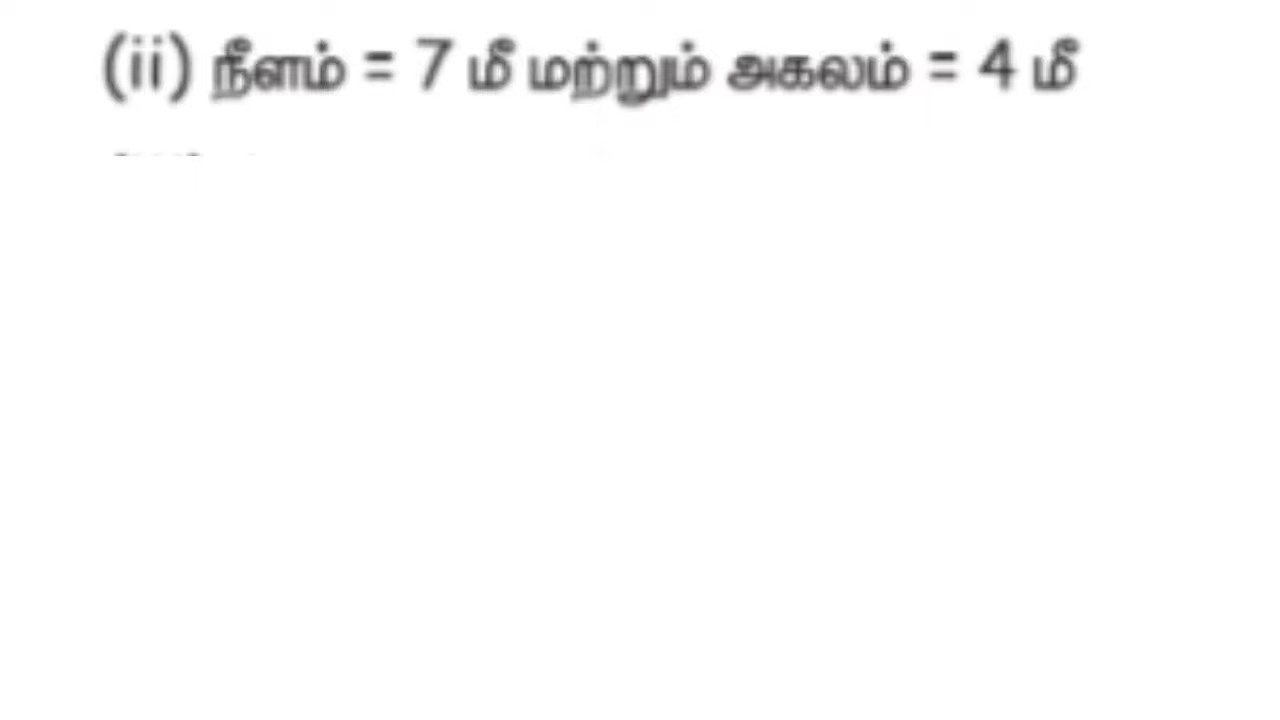 (ii) நீளம் = 7 மீ மற்றும் அகலம் = 4 மீ